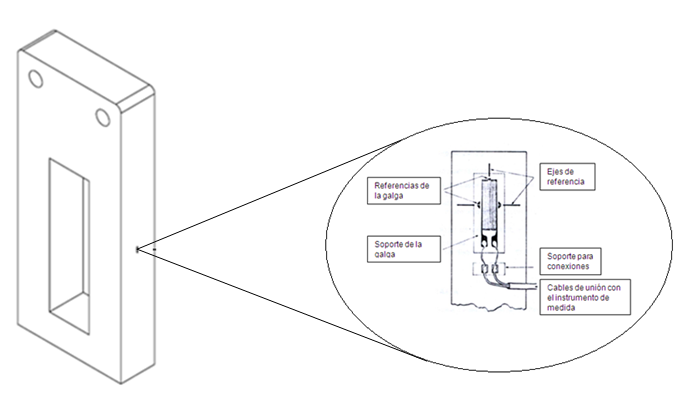 Referencias de
la galga
Ejes de
referencia
Soporte de la
galga
Soporte para
conexiones
Cables de unión con
el instrumento de
medida